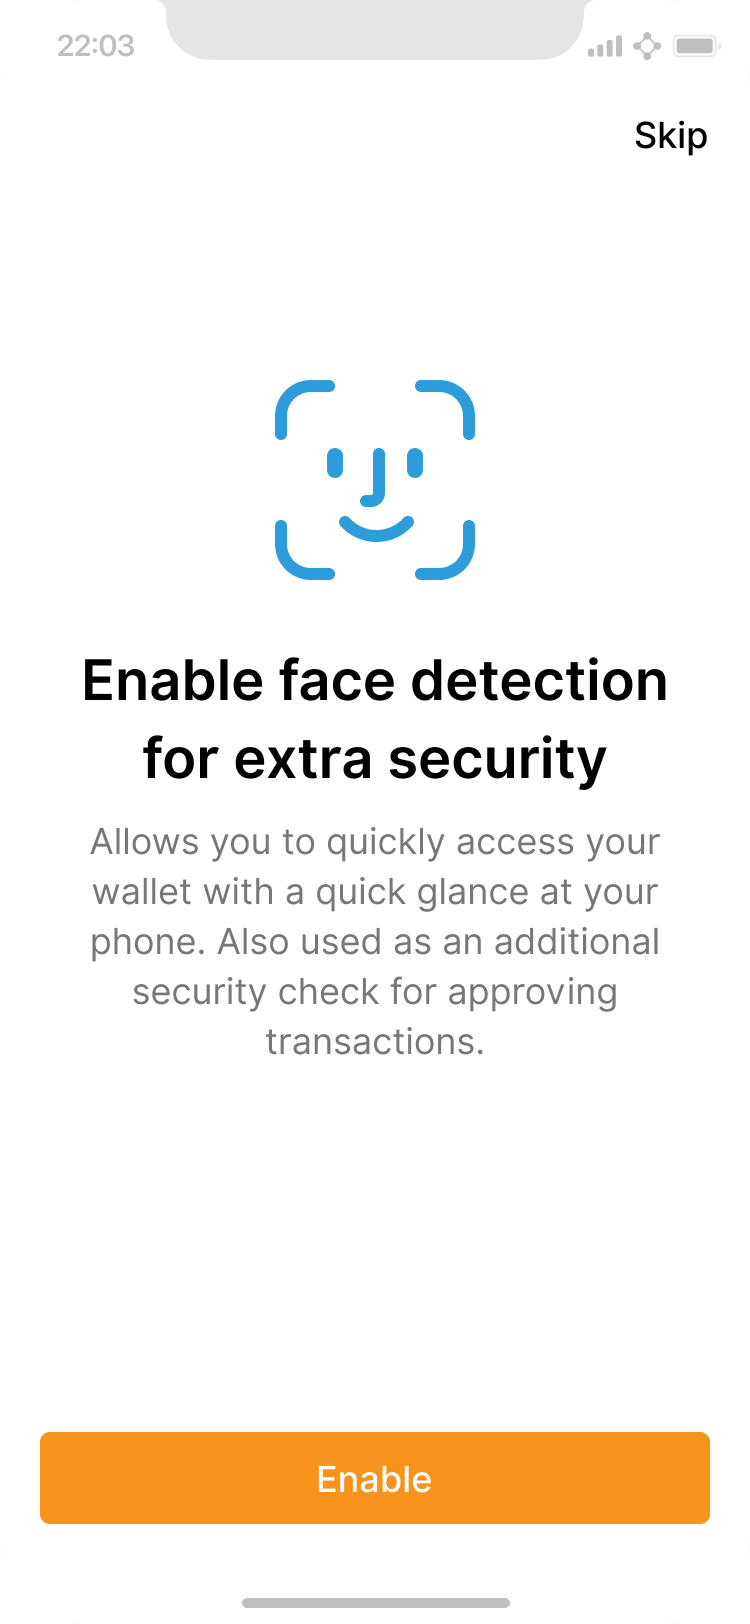 22:03
Skip
Enable face detection
for extra security
Allows you to quickly access your
wallet with a quick glance at your
phone. Also used as an additional
security check for approving
transactions.
Enable